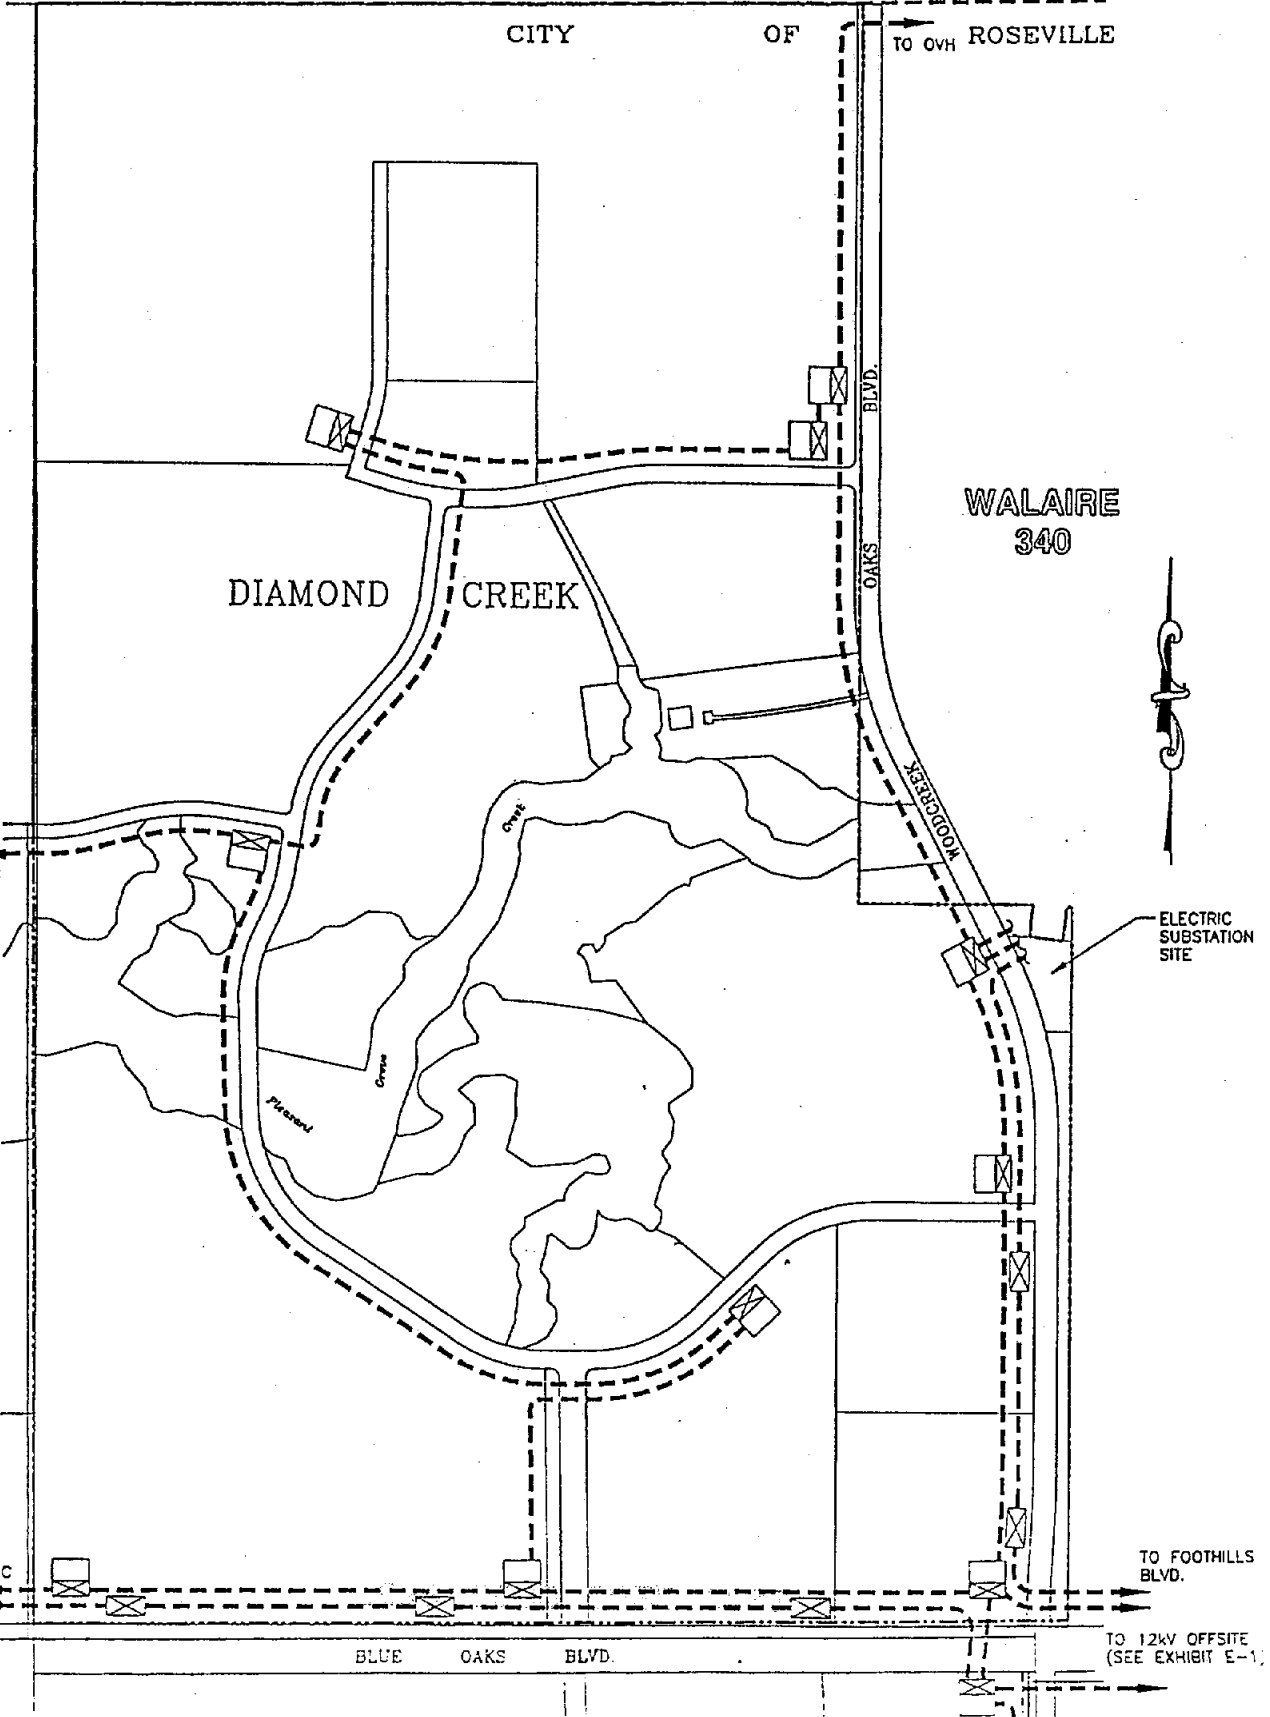 CITY OF ROSEVILLE
TO OVH
BLVD.
WALAIRE
340
OAKS
DIAMOND CREEK
WOODCREEK
Creek
ELECTRIC
SUBSTATION
SITE
Grove
Pleasant
C
TO FOOTHILLS
BLVD.
TO 12kV OFFSITE
(SEE EXHIBIT E-1)
BLUE OAKS BLVD.